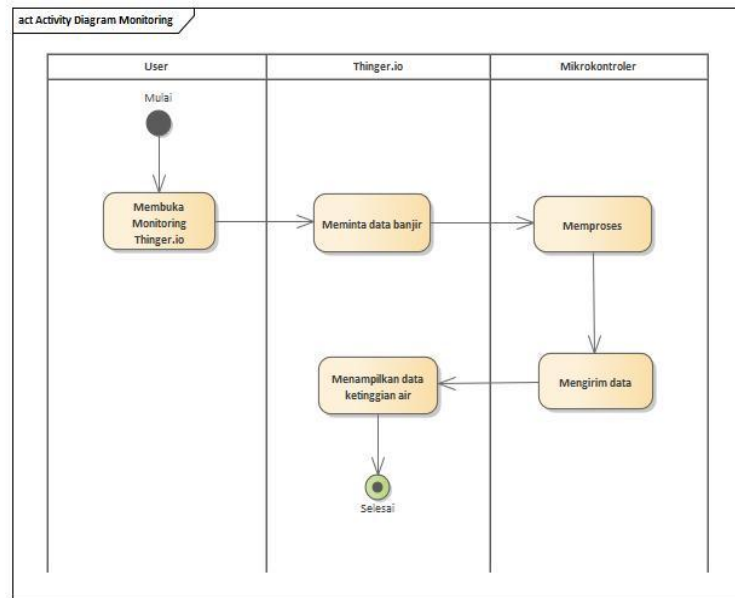 act Activity Diagram Monitoring
User
Thinger.io
Mikrokontroler
Mulai
Membuka
Monitoring
Thinger.io
Meminta data banjir
Memproses
Menampilkan data
ketinggian air
Mengirim data
Selesai